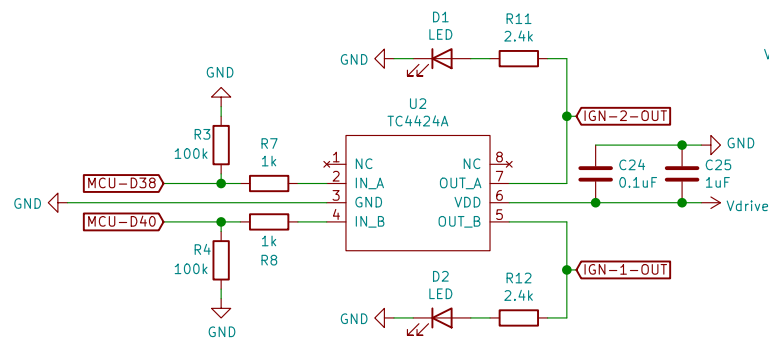 D1
LED
R11
2.4k
V
GND
GND
U2
TC4424A
IGN-2-OUT
R3
100k
R7
1k
1
NC
NC
8
GND
C24
0.1uF
C25
1uF
MCU-D38
2
IN_A
OUT_A
7
GND
3
GND
VDD
6
Vdrive
MCU-D40
4
IN_B
OUT_B
5
R4
100k
1k
R8
D2
LED
R12
2.4k
IGN-1-OUT
GND
GND